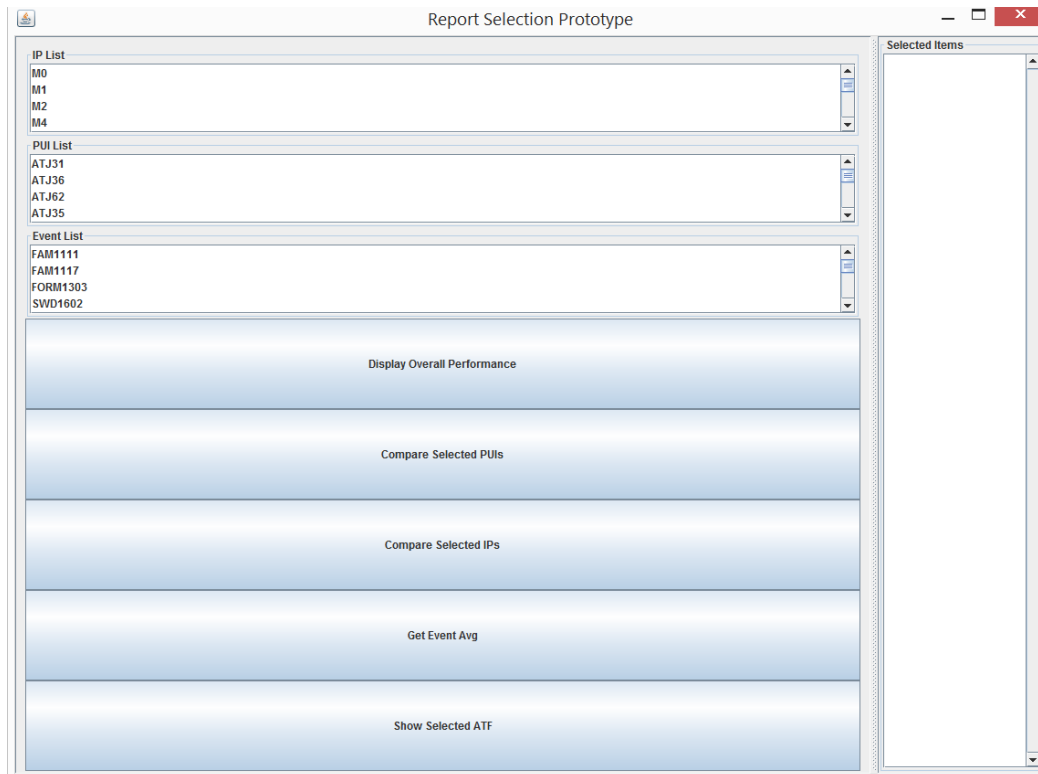 Report Selection Prototype
IP List
M0
M1
M2
M4
PUI List
ATJ31
ATJ36
ATJ62
ATJ35
Event List
FAM1111
FAM1117
FORM1303
SWD1602
Display Overall Performance
Compare Selected PUIs
Compare Selected IPs
Get Event Avg
Show Selected ATF
Selected Items